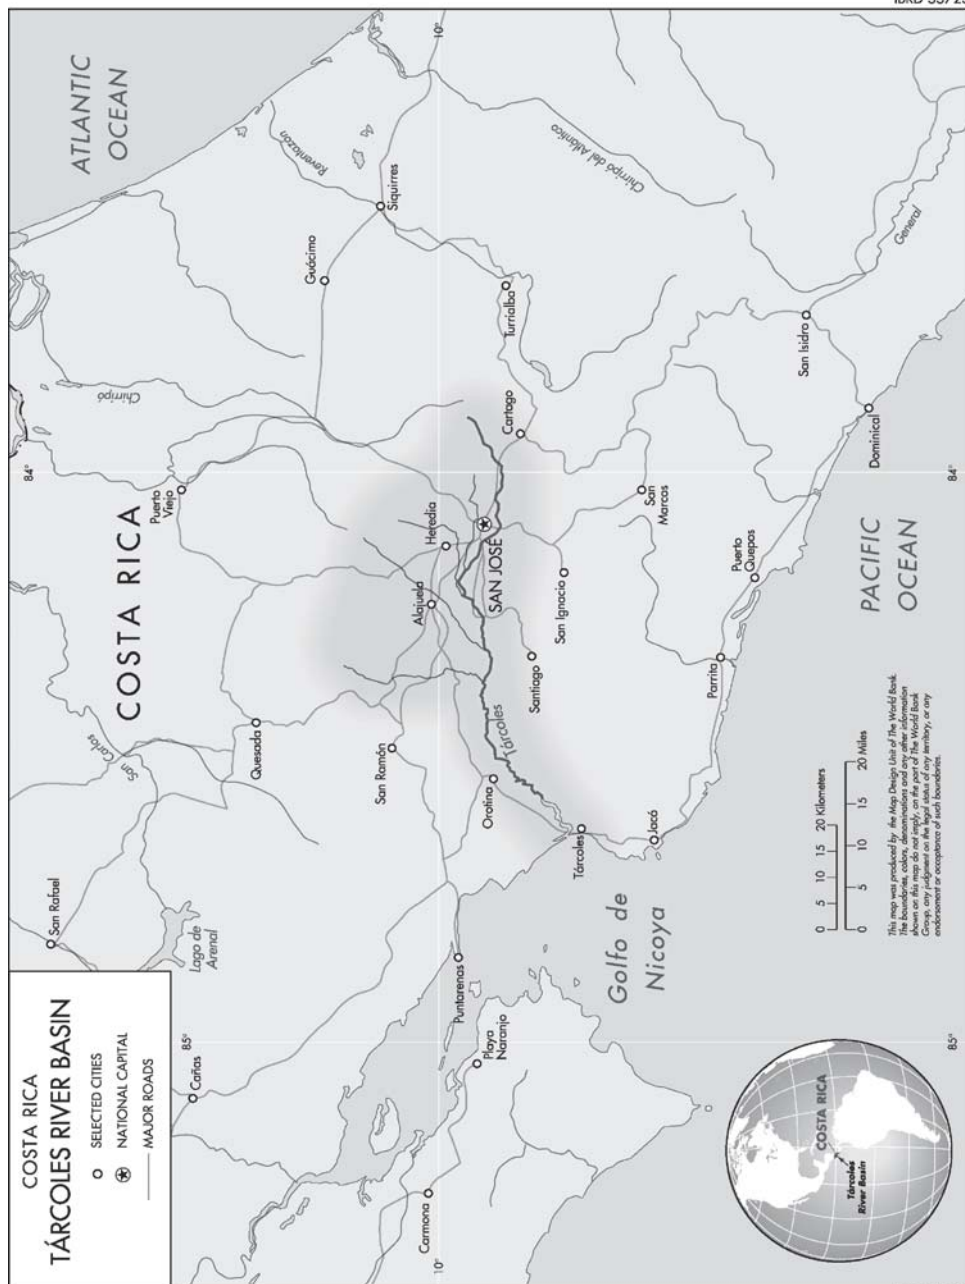 COSTA RICA
TÁRCOLES RIVER BASIN
SELECTED CITIES
NATIONAL CAPITAL
MAJOR ROADS
San Rafael
Lago de
Arenal
Cañas
85°
Carmona
10°
Playa
Naranjo
Puntarenas
San Carlos
Quesada
San Ramón
Orotina
Tárcoles
Tárcoles
Jacó
Golfo de
Nicoya
COSTA RICA
Puerto
Viejo
84°
Chirripó
Alajuela
Heredia
SAN JOSÉ
Santiago
San Ignacio
Cartago
San
Marcos
Parrita
Puerto
Quepos
PACIFIC
OCEAN
Dominical
84°
San Isidro
General
Turrialba
Guácimo
Siquirres
Reventazón
Chirripó del Atlántico
ATLANTIC
OCEAN
10°
85°
0 5 10 15 20 Kilometers
0 5 10 15 20 Miles
This map was produced by the Map Design Unit of The World Bank.
The boundaries, colors, denominations and any other information
shown on this map do not imply, on the part of The World Bank
Group, any judgment on the legal status of any territory, or any
endorsement or acceptance of such boundaries.
COSTA RICA
Tárcoles
River Basin